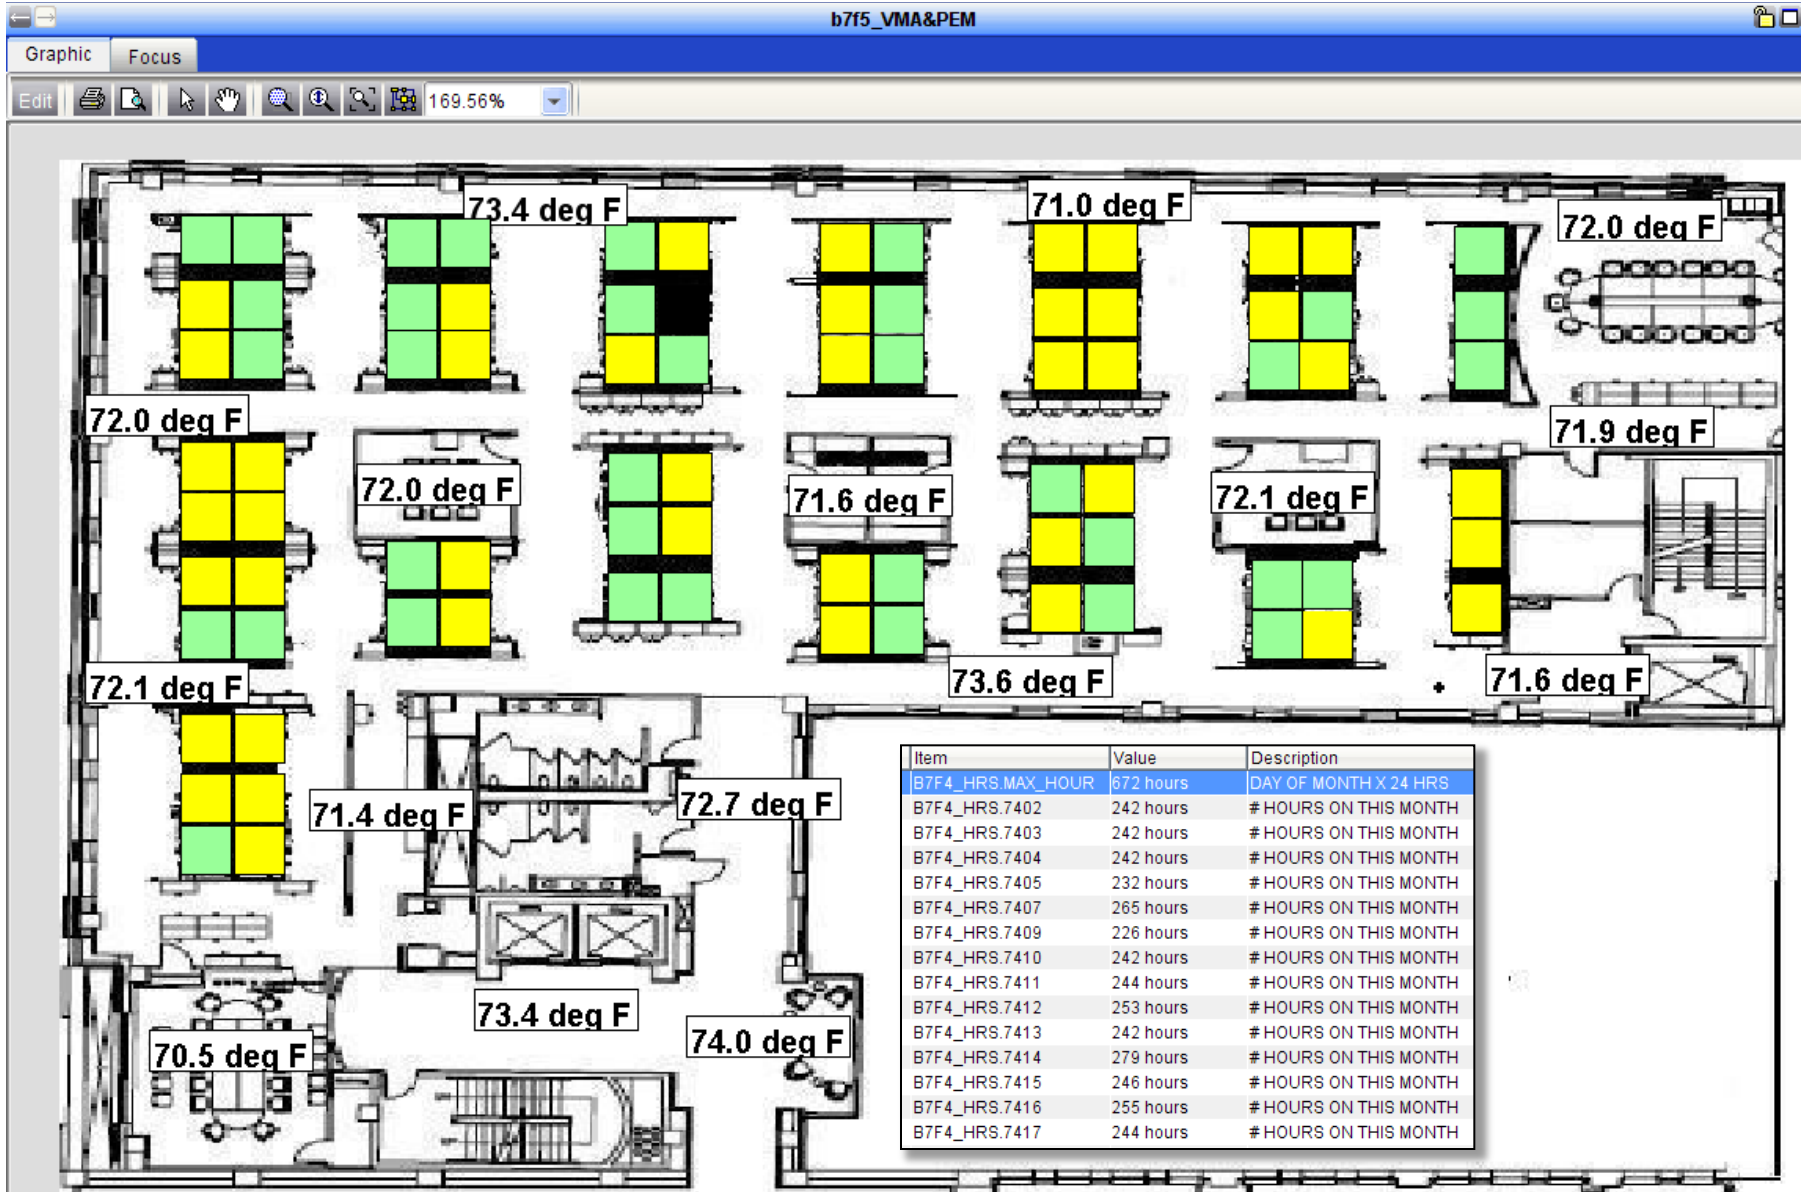 b7f5_VMA&PEM
Graphic Focus
Edit 169.56%
73.4 deg F
71.0 deg F
72.0 deg F
72.0 deg F
71.9 deg F
72.0 deg F
71.6 deg F
72.1 deg F
72.1 deg F
73.6 deg F
71.6 deg F
71.4 deg F
72.7 deg F
73.4 deg F
74.0 deg F
70.5 deg F
Item Value Description
B7F4_HRS.MAX_HOUR 672 hours DAY OF MONTH X 24 HRS
B7F4_HRS.7402 242 hours # HOURS ON THIS MONTH
B7F4_HRS.7403 242 hours # HOURS ON THIS MONTH
B7F4_HRS.7404 242 hours # HOURS ON THIS MONTH
B7F4_HRS.7405 232 hours # HOURS ON THIS MONTH
B7F4_HRS.7407 265 hours # HOURS ON THIS MONTH
B7F4_HRS.7409 226 hours # HOURS ON THIS MONTH
B7F4_HRS.7410 242 hours # HOURS ON THIS MONTH
B7F4_HRS.7411 244 hours # HOURS ON THIS MONTH
B7F4_HRS.7412 253 hours # HOURS ON THIS MONTH
B7F4_HRS.7413 242 hours # HOURS ON THIS MONTH
B7F4_HRS.7414 279 hours # HOURS ON THIS MONTH
B7F4_HRS.7415 246 hours # HOURS ON THIS MONTH
B7F4_HRS.7416 255 hours # HOURS ON THIS MONTH
B7F4_HRS.7417 244 hours # HOURS ON THIS MONTH